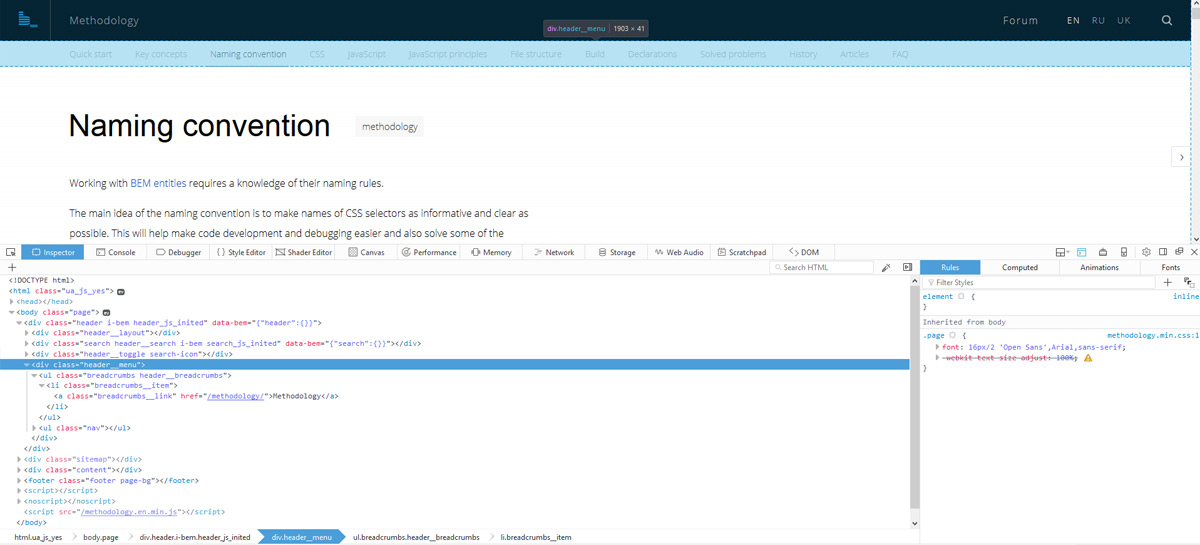 Methodology Forum EN RU UK
div.header__menu | 1903 × 41
Quick start Key concepts Naming convention CSS JavaScript JavaScript principles File structure Build Declarations Solved problems History Articles FAQ
Naming convention methodology
Working with BEM entities requires a knowledge of their naming rules.
The main idea of the naming convention is to make names of CSS selectors as informative and clear as
possible. This will help make code development and debugging easier and also solve some of the
Inspector Console Debugger { } Style Editor Shader Editor Canvas Performance Memory Network Storage Web Audio Scratchpad <> DOM
+ Search HTML Rules Computed Animations Fonts
<!DOCTYPE html>
<html class="ua_js_yes"> ev
<head></head>
<body class="page"> ev
<div class="header i-bem header_js_inited" data-bem="{"header":{}}">
<div class="header__layout"></div>
<div class="search header__search i-bem search_js_inited" data-bem="{"search":{}}"></div>
<div class="header__toggle search-icon"></div>
<div class="header__menu">
<ul class="breadcrumbs header__breadcrumbs">
<li class="breadcrumbs__item">
<a class="breadcrumbs__link" href="/methodology/">Methodology</a>
</li>
</ul>
<ul class="nav"></ul>
</div>
</div>
<div class="sitemap"></div>
<div class="content"></div>
<footer class="footer page-bg"></footer>
<script></script>
<noscript></noscript>
<script src="/methodology.en.min.js"></script>
</body>
Filter Styles +
element { inline
}
Inherited from body
.page { methodology.min.css:1
font: 16px/2 'Open Sans',Arial,sans-serif;
-webkit-text-size-adjust: 100%;
}
html.ua_js_yes body.page div.header.i-bem.header_js_inited div.header__menu ul.breadcrumbs.header__breadcrumbs li.breadcrumbs__item